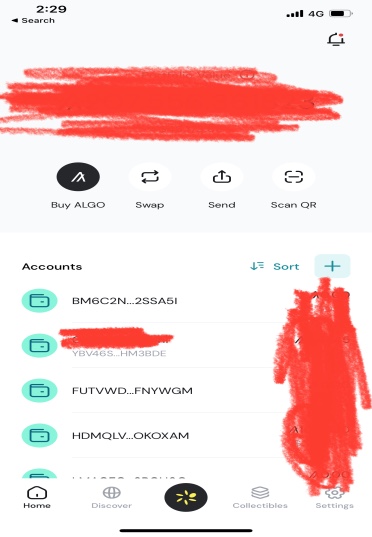 2:29
4G
Search
Buy ALGO
Swap
Send
Scan QR
Accounts
Sort
BM6C2N...2SSA5I
YBV46S...HM3BDE
FUTVWD...FNYWGM
HDMQLV...OKOXAM
Home
Discover
Collectibles
Settings